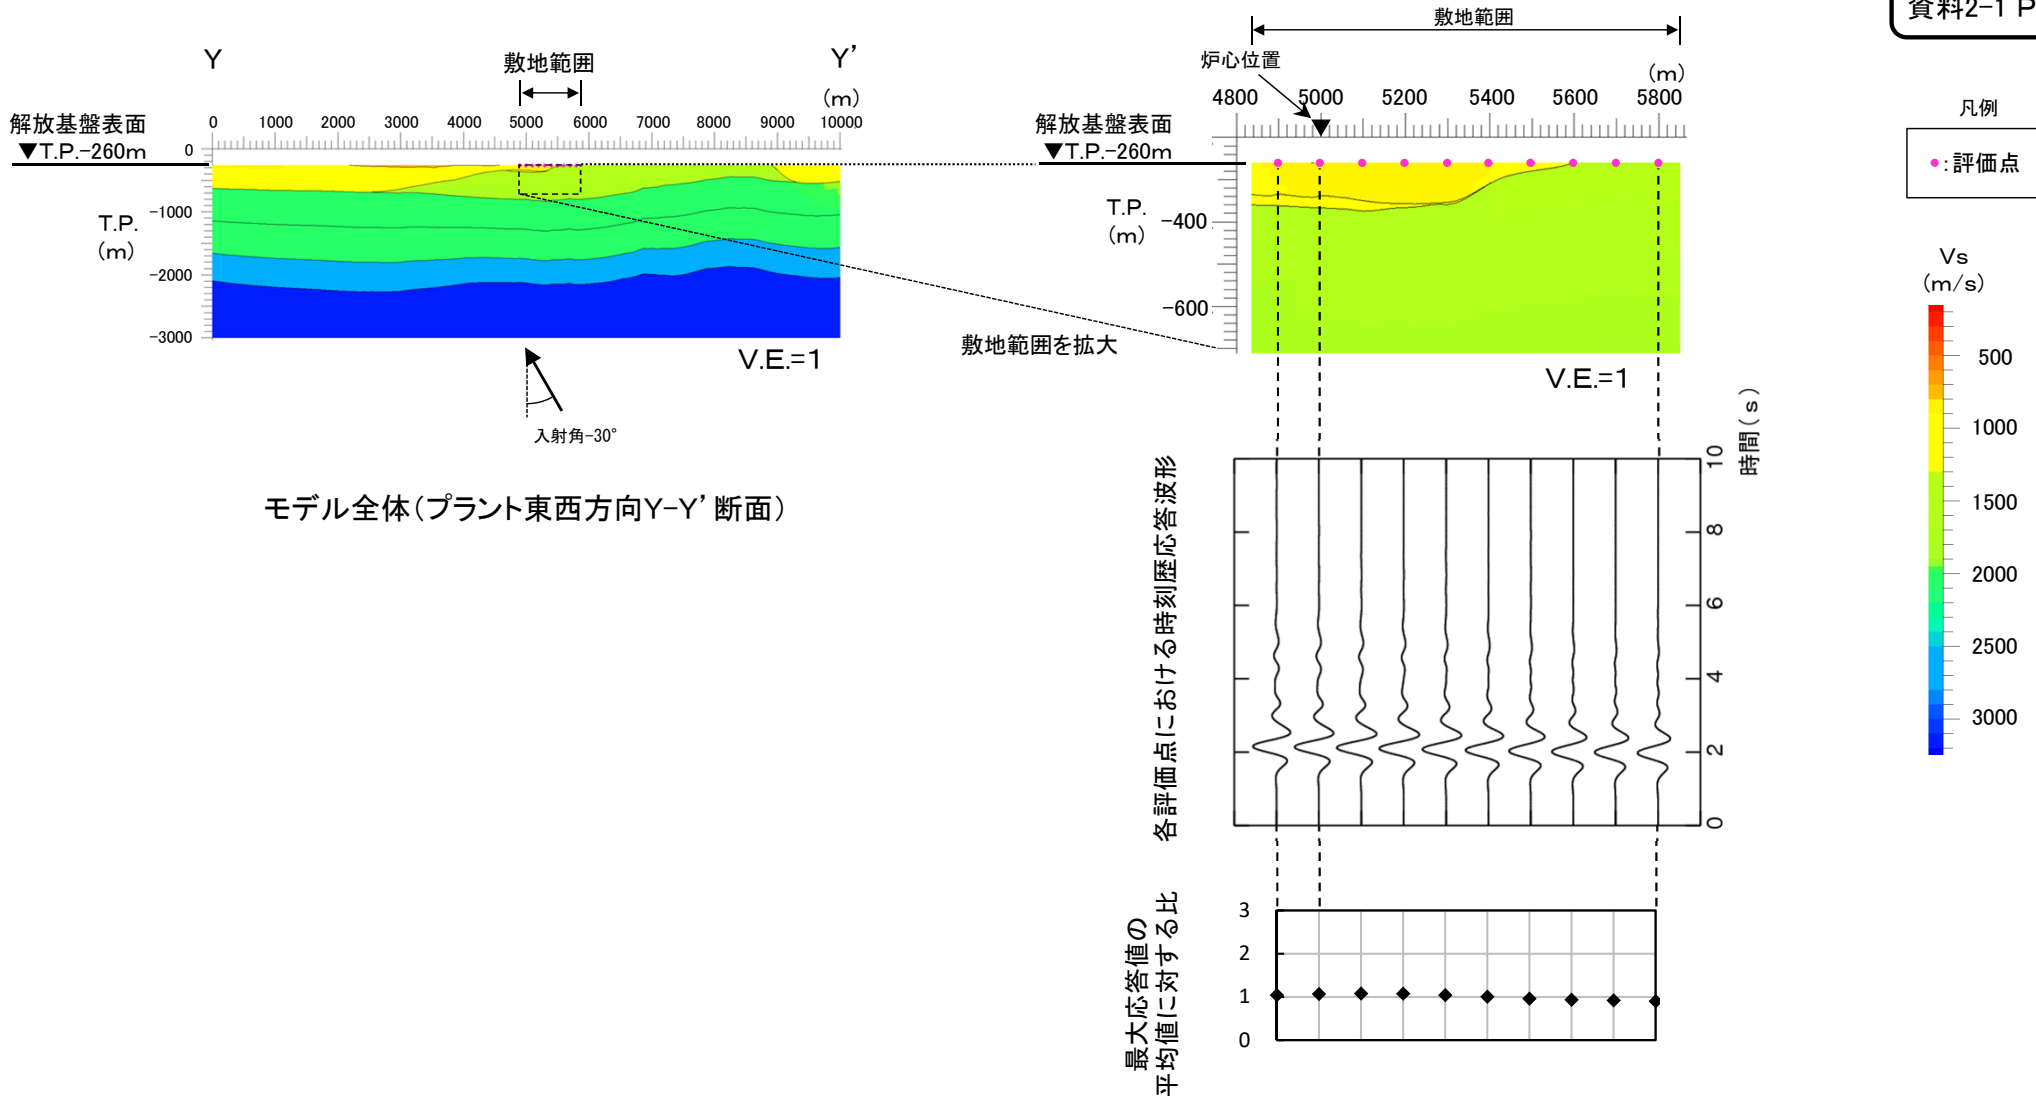 資料2-1 P
Y
Y’
敷地範囲
(m)
0 1000 2000 3000 4000 5000 6000 7000 8000 9000 10000
解放基盤表面
▼T.P.-260m
0
-1000
-2000
-3000
T.P.
(m)
V.E.=1
入射角-30°
モデル全体(プラント東西方向Y-Y’断面)
敷地範囲
炉心位置
(m)
4800 5000 5200 5400 5600 5800
解放基盤表面
▼T.P.-260m
T.P.
(m)
-400
-600
敷地範囲を拡大
V.E.=1
凡例
●:評価点
Vs
(m/s)
500
1000
1500
2000
2500
3000
各評価点における時刻歴応答波形
時間(s)
10
8
6
4
2
0
最大応答値の
平均値に対する比
3
2
1
0